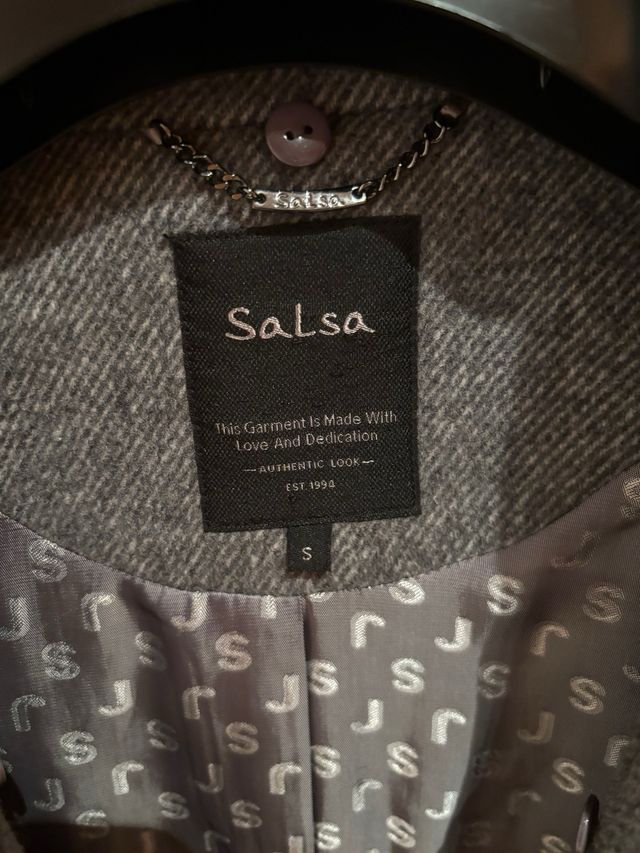 Salsa
SaLsa
This Garment Is Made With
Love And Dedication
— AUTHENTIC LOOK —
EST.1994
S